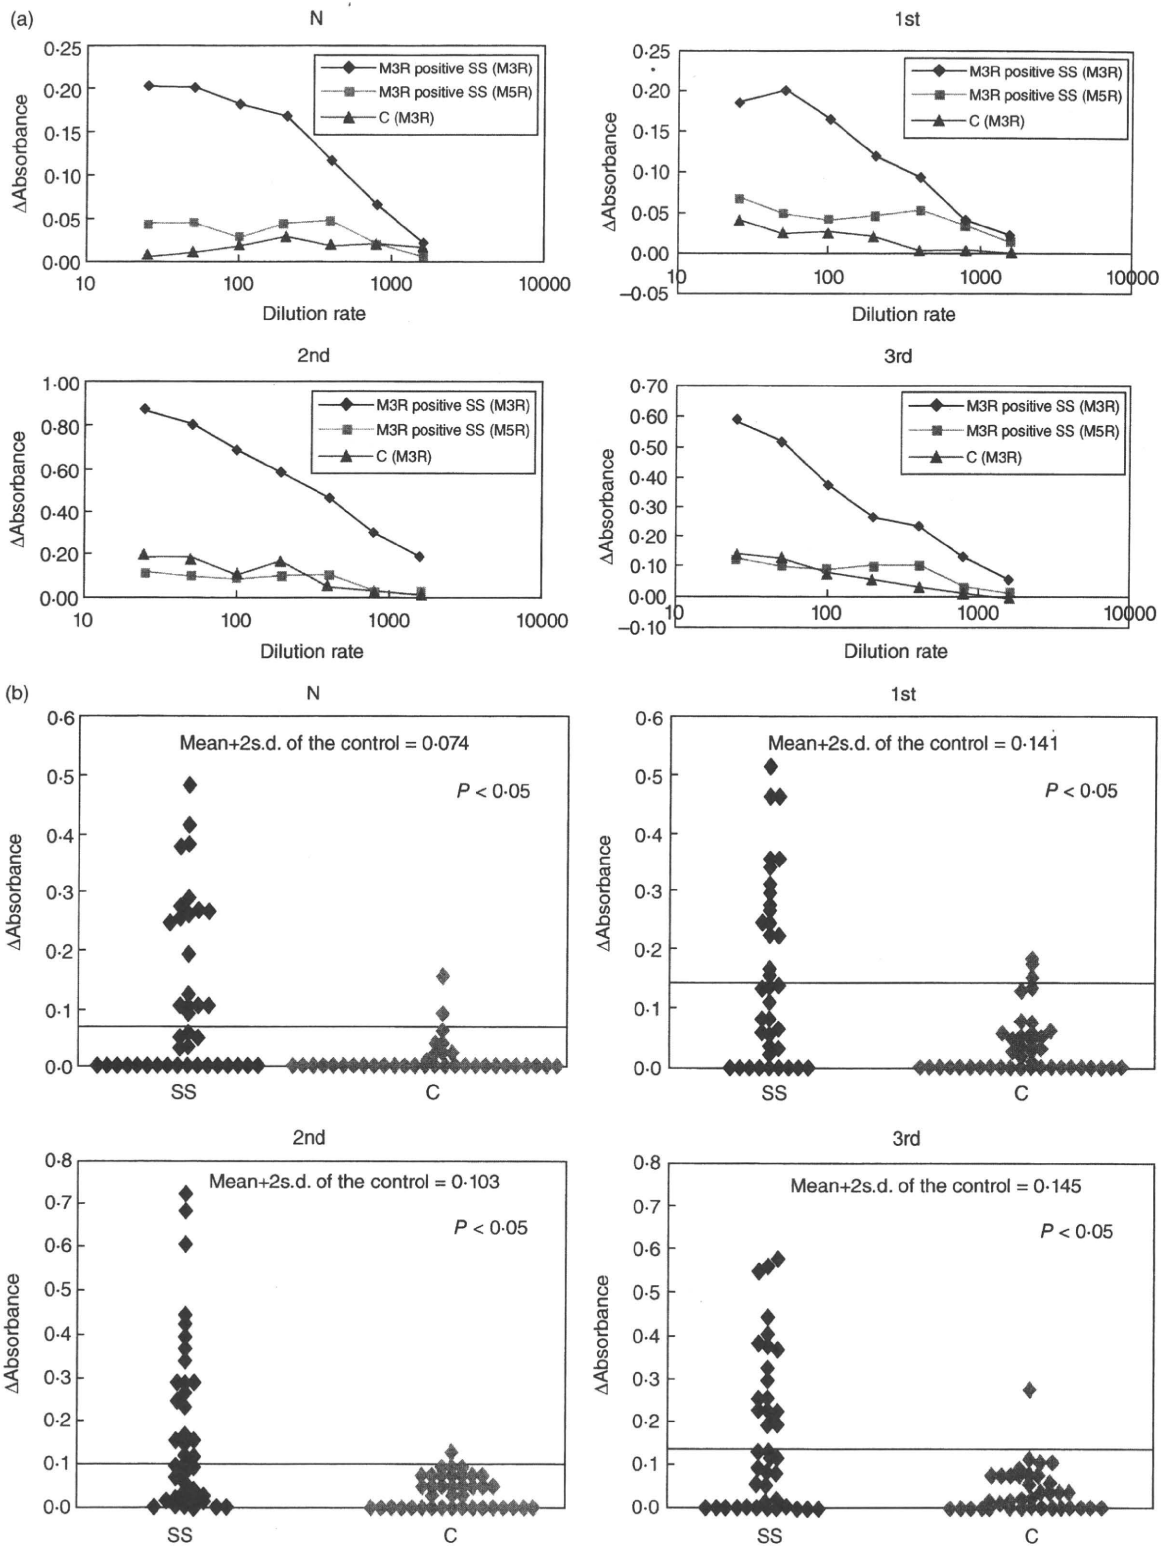 (a)
N
0·25
0·20
0·15
0·10
0·05
0·00
ΔAbsorbance
M3R positive SS (M3R)
M3R positive SS (M5R)
C (M3R)
10 100 1000 10000
Dilution rate
1st
0·25
0·20
0·15
0·10
0·05
0·00
–0·05
ΔAbsorbance
M3R positive SS (M3R)
M3R positive SS (M5R)
C (M3R)
10 100 1000 10000
Dilution rate
2nd
1·00
0·80
0·60
0·40
0·20
0·00
ΔAbsorbance
M3R positive SS (M3R)
M3R positive SS (M5R)
C (M3R)
10 100 1000 10000
Dilution rate
3rd
0·70
0·60
0·50
0·40
0·30
0·20
0·10
0·00
–0·10
ΔAbsorbance
M3R positive SS (M3R)
M3R positive SS (M5R)
C (M3R)
10 100 1000 10000
Dilution rate
(b)
N
0·6
0·5
0·4
0·3
0·2
0·1
0·0
ΔAbsorbance
Mean+2s.d. of the control = 0·074
P < 0·05
SS C
1st
0·6
0·5
0·4
0·3
0·2
0·1
0·0
ΔAbsorbance
Mean+2s.d. of the control = 0·141
P < 0·05
SS C
2nd
0·8
0·7
0·6
0·5
0·4
0·3
0·2
0·1
0·0
ΔAbsorbance
Mean+2s.d. of the control = 0·103
P < 0·05
SS C
3rd
0·8
0·7
0·6
0·5
0·4
0·3
0·2
0·1
0·0
ΔAbsorbance
Mean+2s.d. of the control = 0·145
P < 0·05
SS C